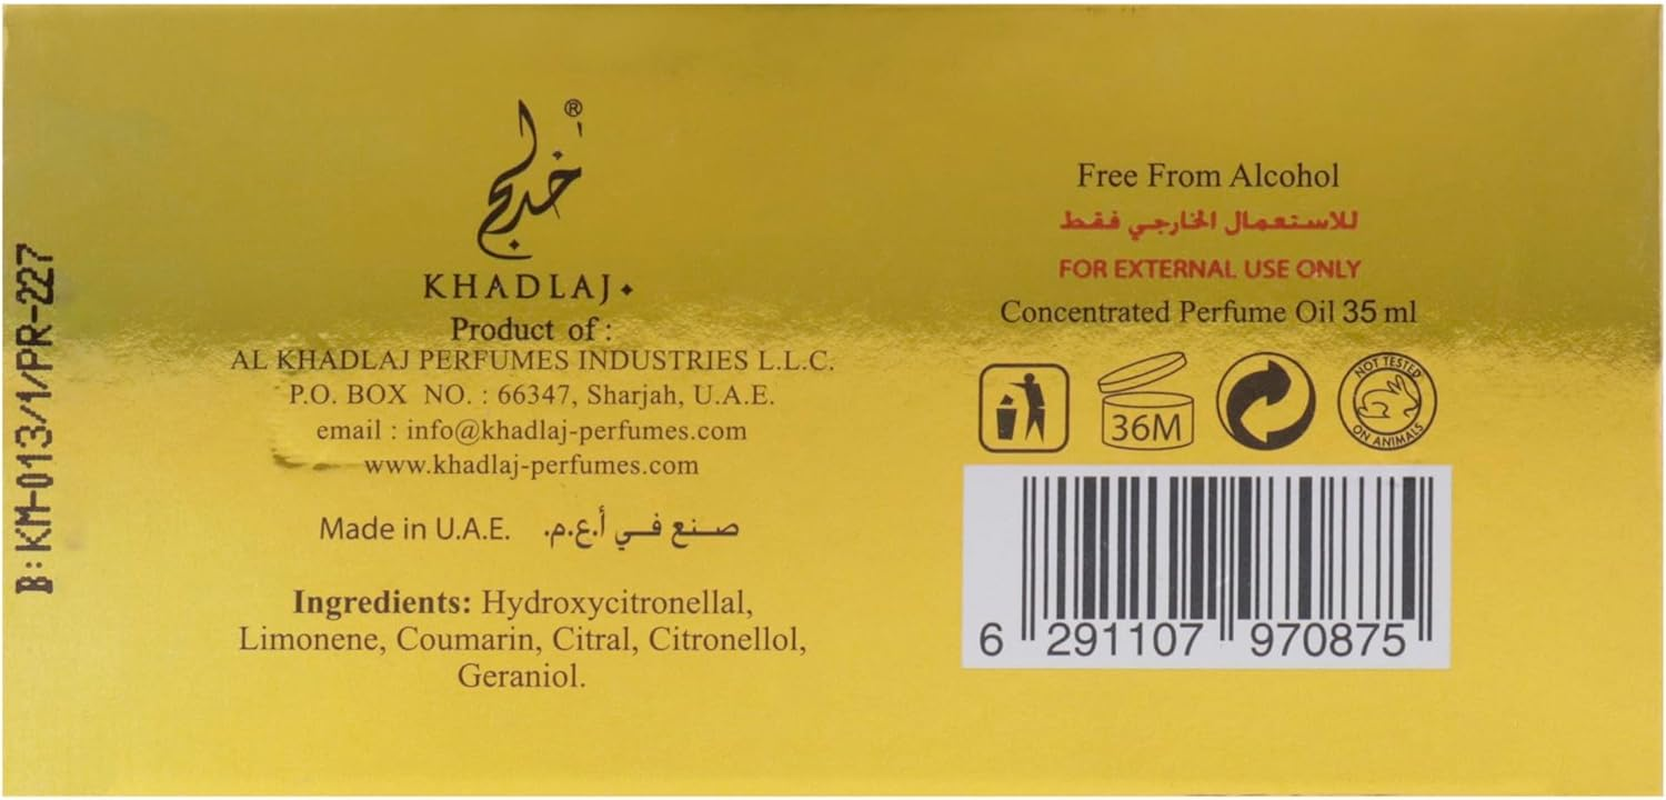 B:KM-013/1/PR-227
خدلج
®
KHADLAJ
Product of :
AL KHADLAJ PERFUMES INDUSTRIES L.L.C.
P.O. BOX NO. : 66347, Sharjah, U.A.E.
email : info@khadlaj-perfumes.com
www.khadlaj-perfumes.com
Made in U.A.E. صنع في أ.ع.م.
Ingredients: Hydroxycitronellal,
Limonene, Coumarin, Citral, Citronellol,
Geraniol.
Free From Alcohol
للاستعمال الخارجي فقط
FOR EXTERNAL USE ONLY
Concentrated Perfume Oil 35 ml
36M
NOT TESTED
ON ANIMALS
6 291107 970875